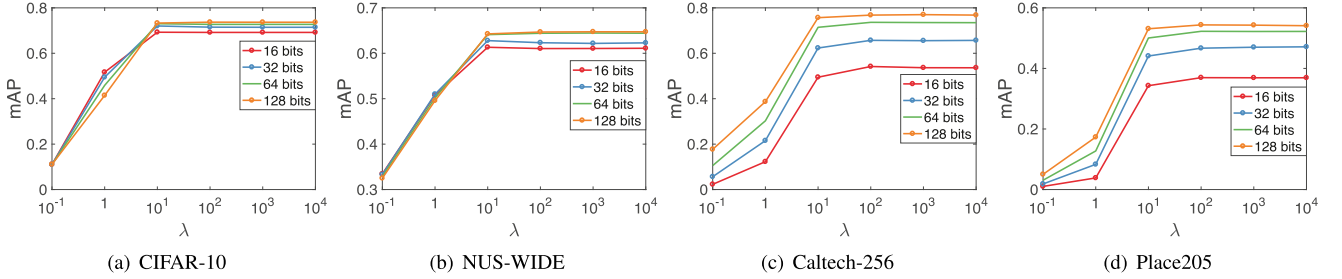 mAP
0.8
0.6
0.4
0.2
0
10^-1 1 10^1 10^2 10^3 10^4
λ
16 bits
32 bits
64 bits
128 bits
(a) CIFAR-10
mAP
0.7
0.6
0.5
0.4
0.3
10^-1 1 10^1 10^2 10^3 10^4
λ
16 bits
32 bits
64 bits
128 bits
(b) NUS-WIDE
mAP
0.8
0.6
0.4
0.2
0
10^-1 1 10^1 10^2 10^3 10^4
λ
16 bits
32 bits
64 bits
128 bits
(c) Caltech-256
mAP
0.6
0.4
0.2
0
10^-1 1 10^1 10^2 10^3 10^4
λ
16 bits
32 bits
64 bits
128 bits
(d) Place205